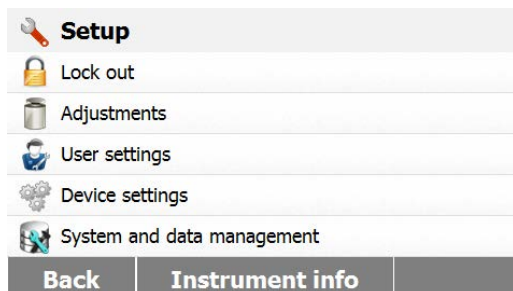 Setup
Lock out
Adjustments
User settings
Device settings
System and data management
Back Instrument info